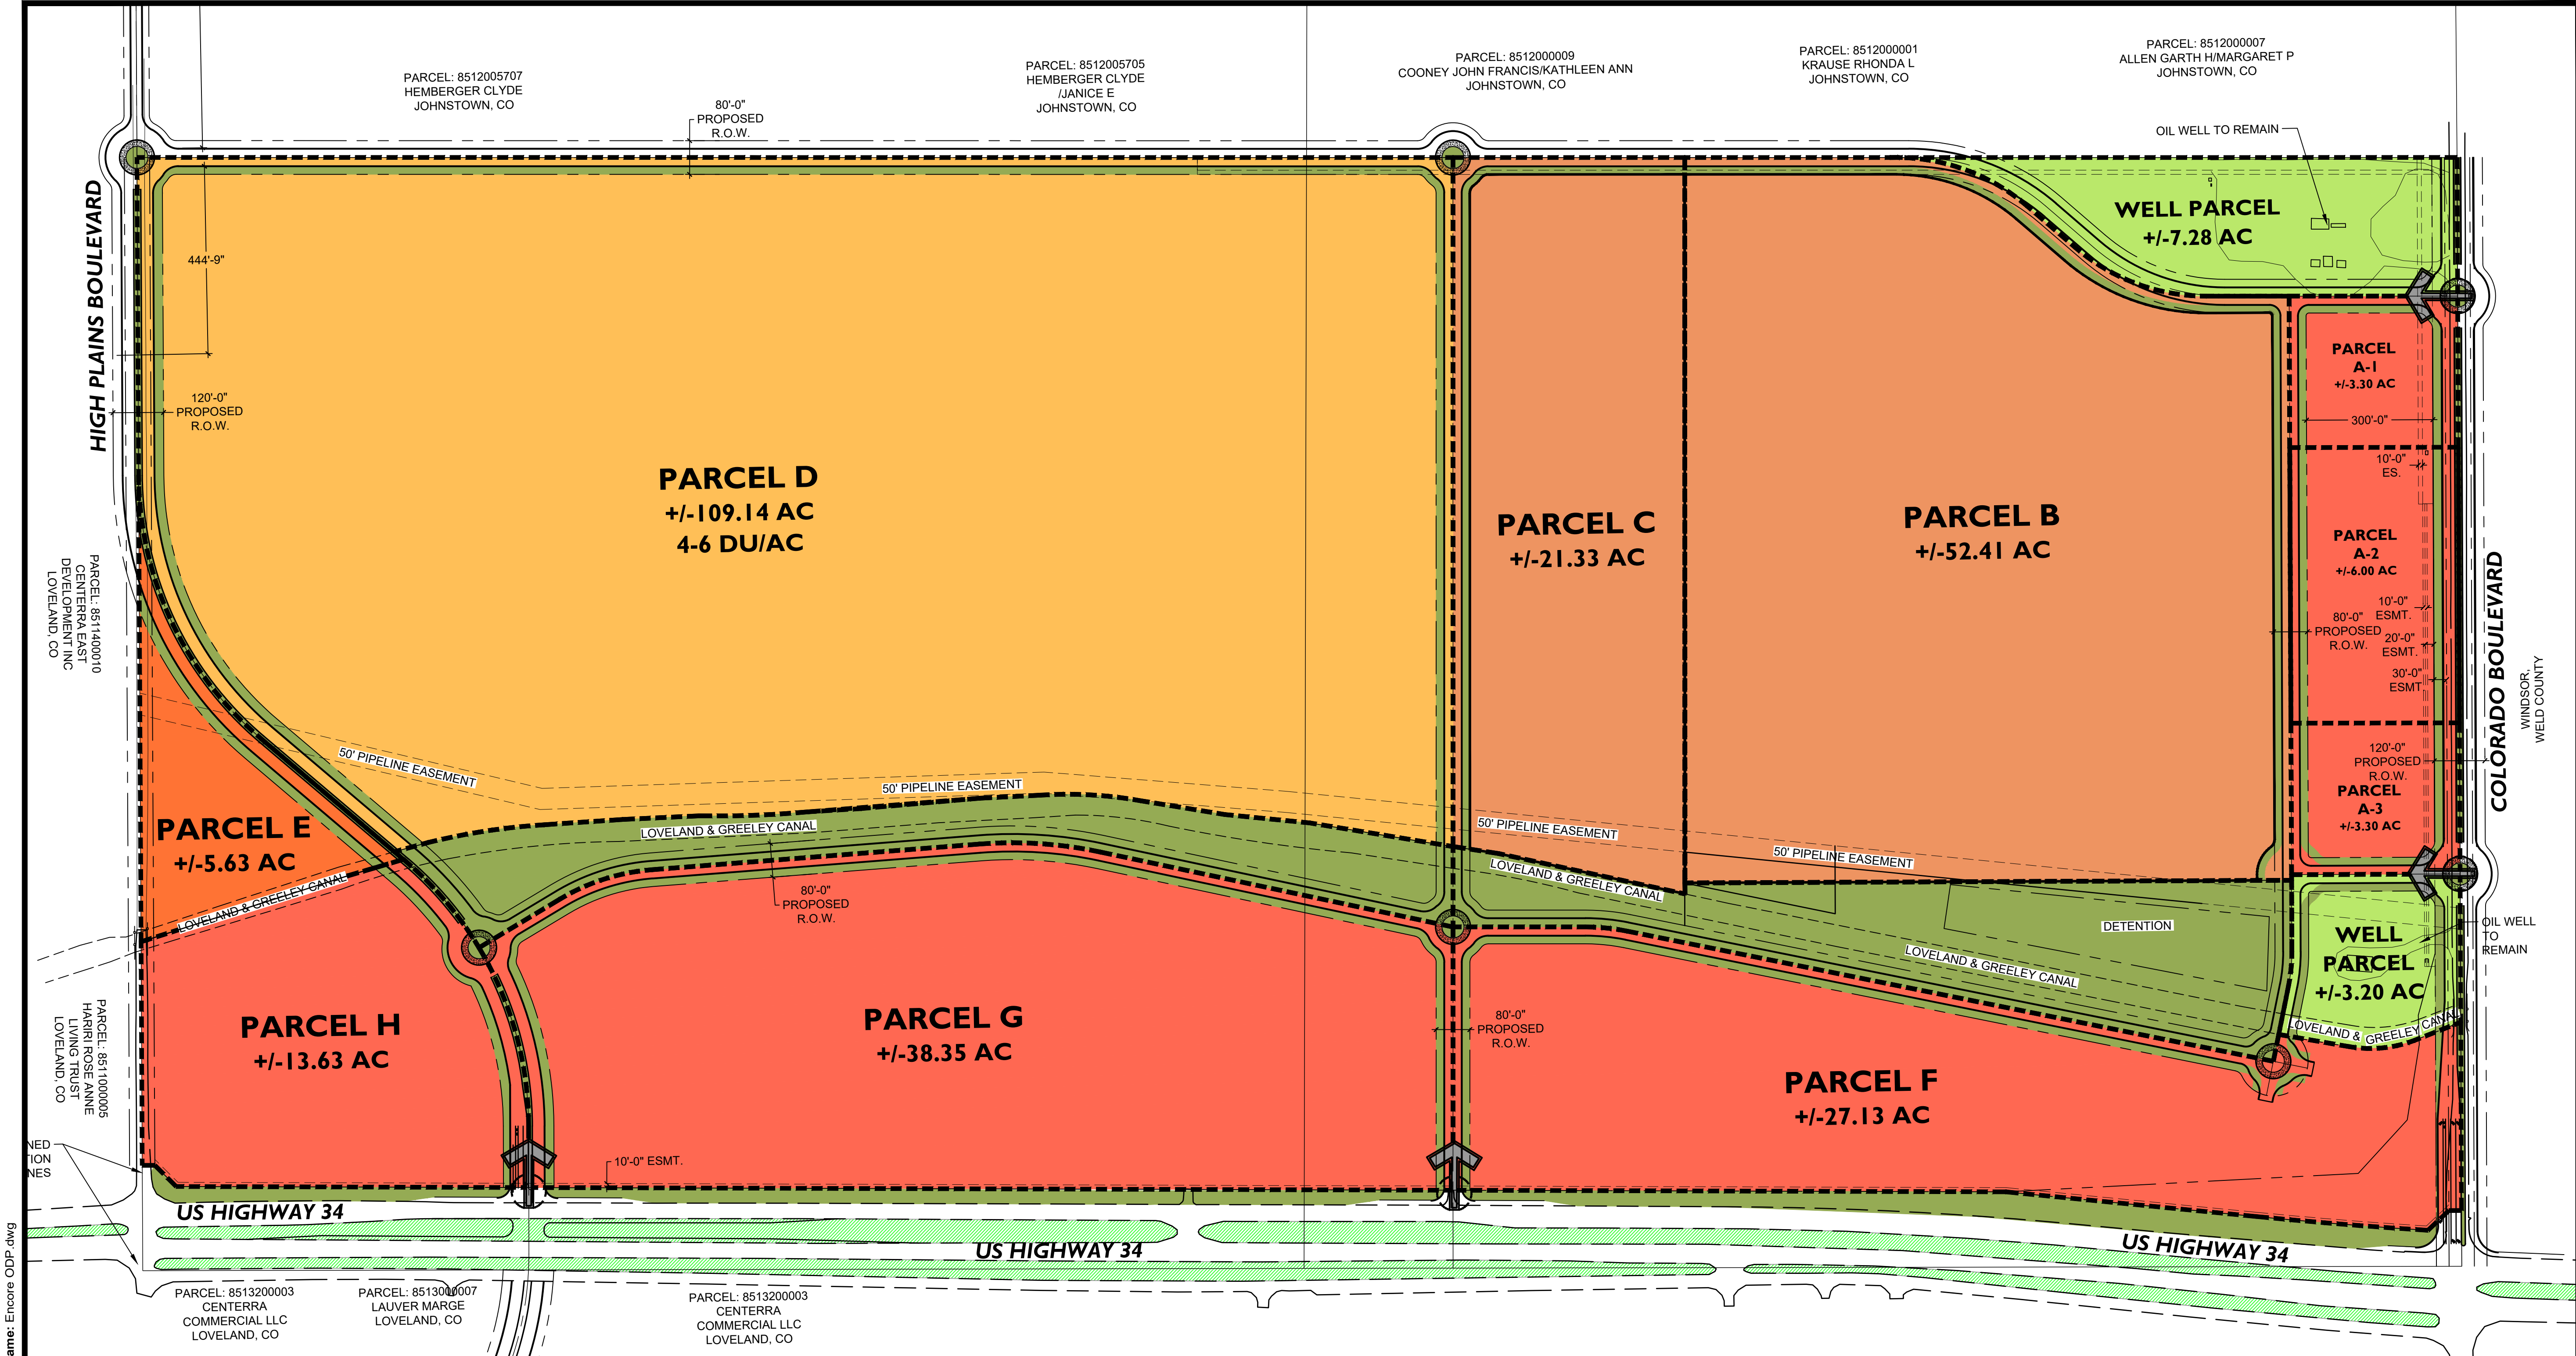 PARCEL: 8512005707
HEMBERGER CLYDE
JOHNSTOWN, CO
80'-0"
PROPOSED
R.O.W.
PARCEL: 8512005705
HEMBERGER CLYDE
/JANICE E
JOHNSTOWN, CO
PARCEL: 8512000009
COONEY JOHN FRANCIS/KATHLEEN ANN
JOHNSTOWN, CO
PARCEL: 8512000001
KRAUSE RHONDA L
JOHNSTOWN, CO
PARCEL: 8512000007
ALLEN GARTH H/MARGARET P
JOHNSTOWN, CO
OIL WELL TO REMAIN
WELL PARCEL
+/-7.28 AC
HIGH PLAINS BOULEVARD
444'-9"
120'-0"
PROPOSED
R.O.W.
PARCEL D
+/-109.14 AC
4-6 DU/AC
PARCEL C
+/-21.33 AC
PARCEL B
+/-52.41 AC
PARCEL
A-1
+/-3.30 AC
300'-0"
10'-0"
ES.
PARCEL
A-2
+/-6.00 AC
10'-0"
ESMT.
80'-0"
PROPOSED
R.O.W.
20'-0"
ESMT.
30'-0"
ESMT
120'-0"
PROPOSED
R.O.W.
PARCEL
A-3
+/-3.30 AC
COLORADO BOULEVARD
WINDSOR,
WELD COUNTY
PARCEL: 8511400010
CENTERRA EAST
DEVELOPMENT INC
LOVELAND, CO
50' PIPELINE EASEMENT
50' PIPELINE EASEMENT
50' PIPELINE EASEMENT
50' PIPELINE EASEMENT
PARCEL E
+/-5.63 AC
LOVELAND & GREELEY CANAL
LOVELAND & GREELEY CANAL
LOVELAND & GREELEY CANAL
LOVELAND & GREELEY CANAL
DETENTION
80'-0"
PROPOSED
R.O.W.
WELL
PARCEL
+/-3.20 AC
OIL WELL
TO
REMAIN
LOVELAND & GREELEY CANAL
PARCEL: 8511000005
HARIRI ROSE ANNE
LIVING TRUST
LOVELAND, CO
PARCEL H
+/-13.63 AC
PARCEL G
+/-38.35 AC
80'-0"
PROPOSED
R.O.W.
PARCEL F
+/-27.13 AC
NED
TION
NES
10'-0" ESMT.
US HIGHWAY 34
US HIGHWAY 34
US HIGHWAY 34
PARCEL: 8513200003
CENTERRA
COMMERCIAL LLC
LOVELAND, CO
PARCEL: 8513000007
LAUVER MARGE
LOVELAND, CO
PARCEL: 8513200003
CENTERRA
COMMERCIAL LLC
LOVELAND, CO
ame: Encore ODP.dwg